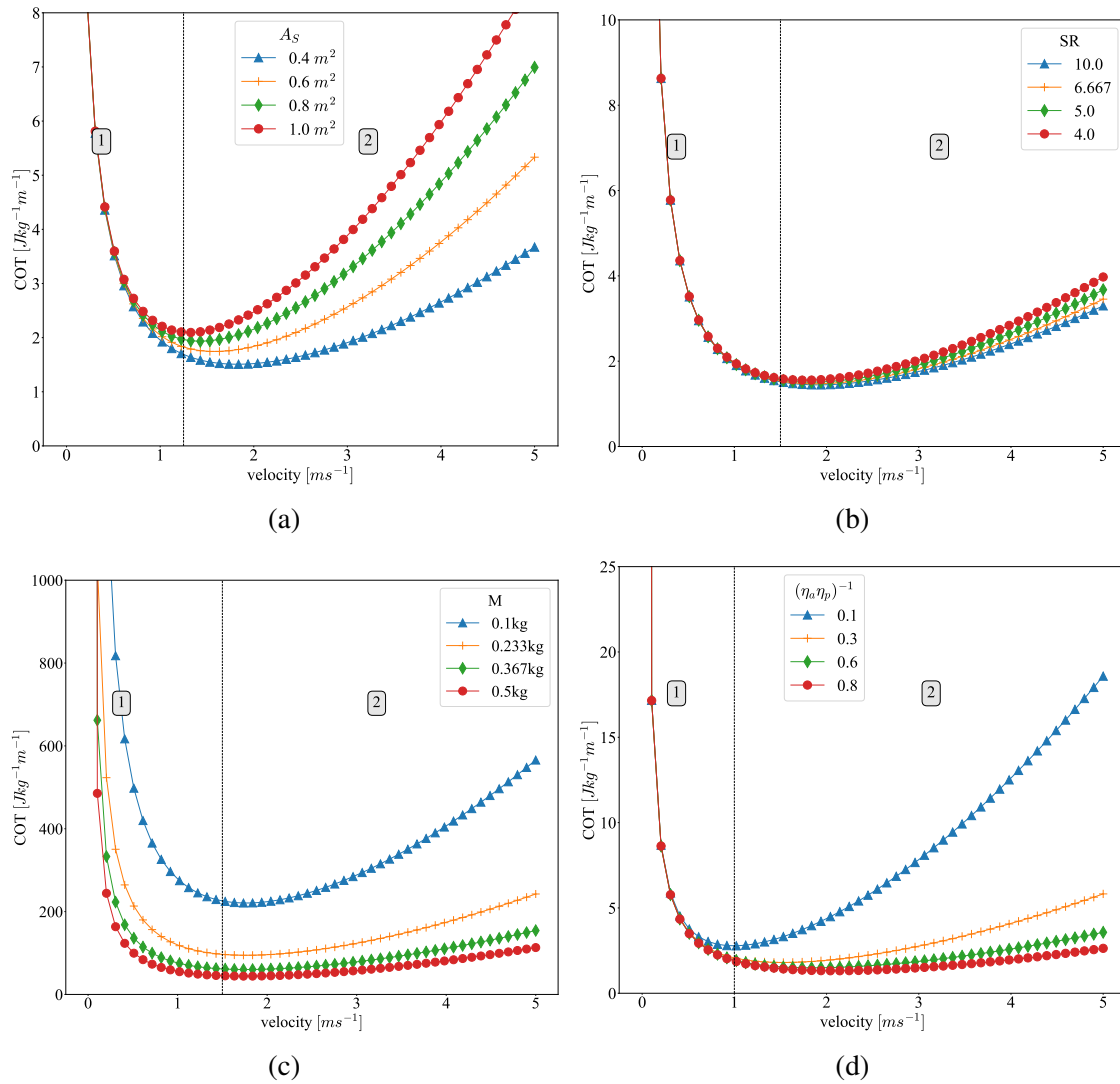 8
7
6
5
4
3
2
1
0
COT [Jkg⁻¹m⁻¹]
A_S
0.4 m²
0.6 m²
0.8 m²
1.0 m²
1
2
0 1 2 3 4 5
velocity [ms⁻¹]
(a)
10
8
6
4
2
0
COT [Jkg⁻¹m⁻¹]
SR
10.0
6.667
5.0
4.0
1
2
0 1 2 3 4 5
velocity [ms⁻¹]
(b)
1000
800
600
400
200
0
COT [Jkg⁻¹m⁻¹]
M
0.1kg
0.233kg
0.367kg
0.5kg
1
2
0 1 2 3 4 5
velocity [ms⁻¹]
(c)
25
20
15
10
5
0
COT [Jkg⁻¹m⁻¹]
(η_aη_p)⁻¹
0.1
0.3
0.6
0.8
1
2
0 1 2 3 4 5
velocity [ms⁻¹]
(d)